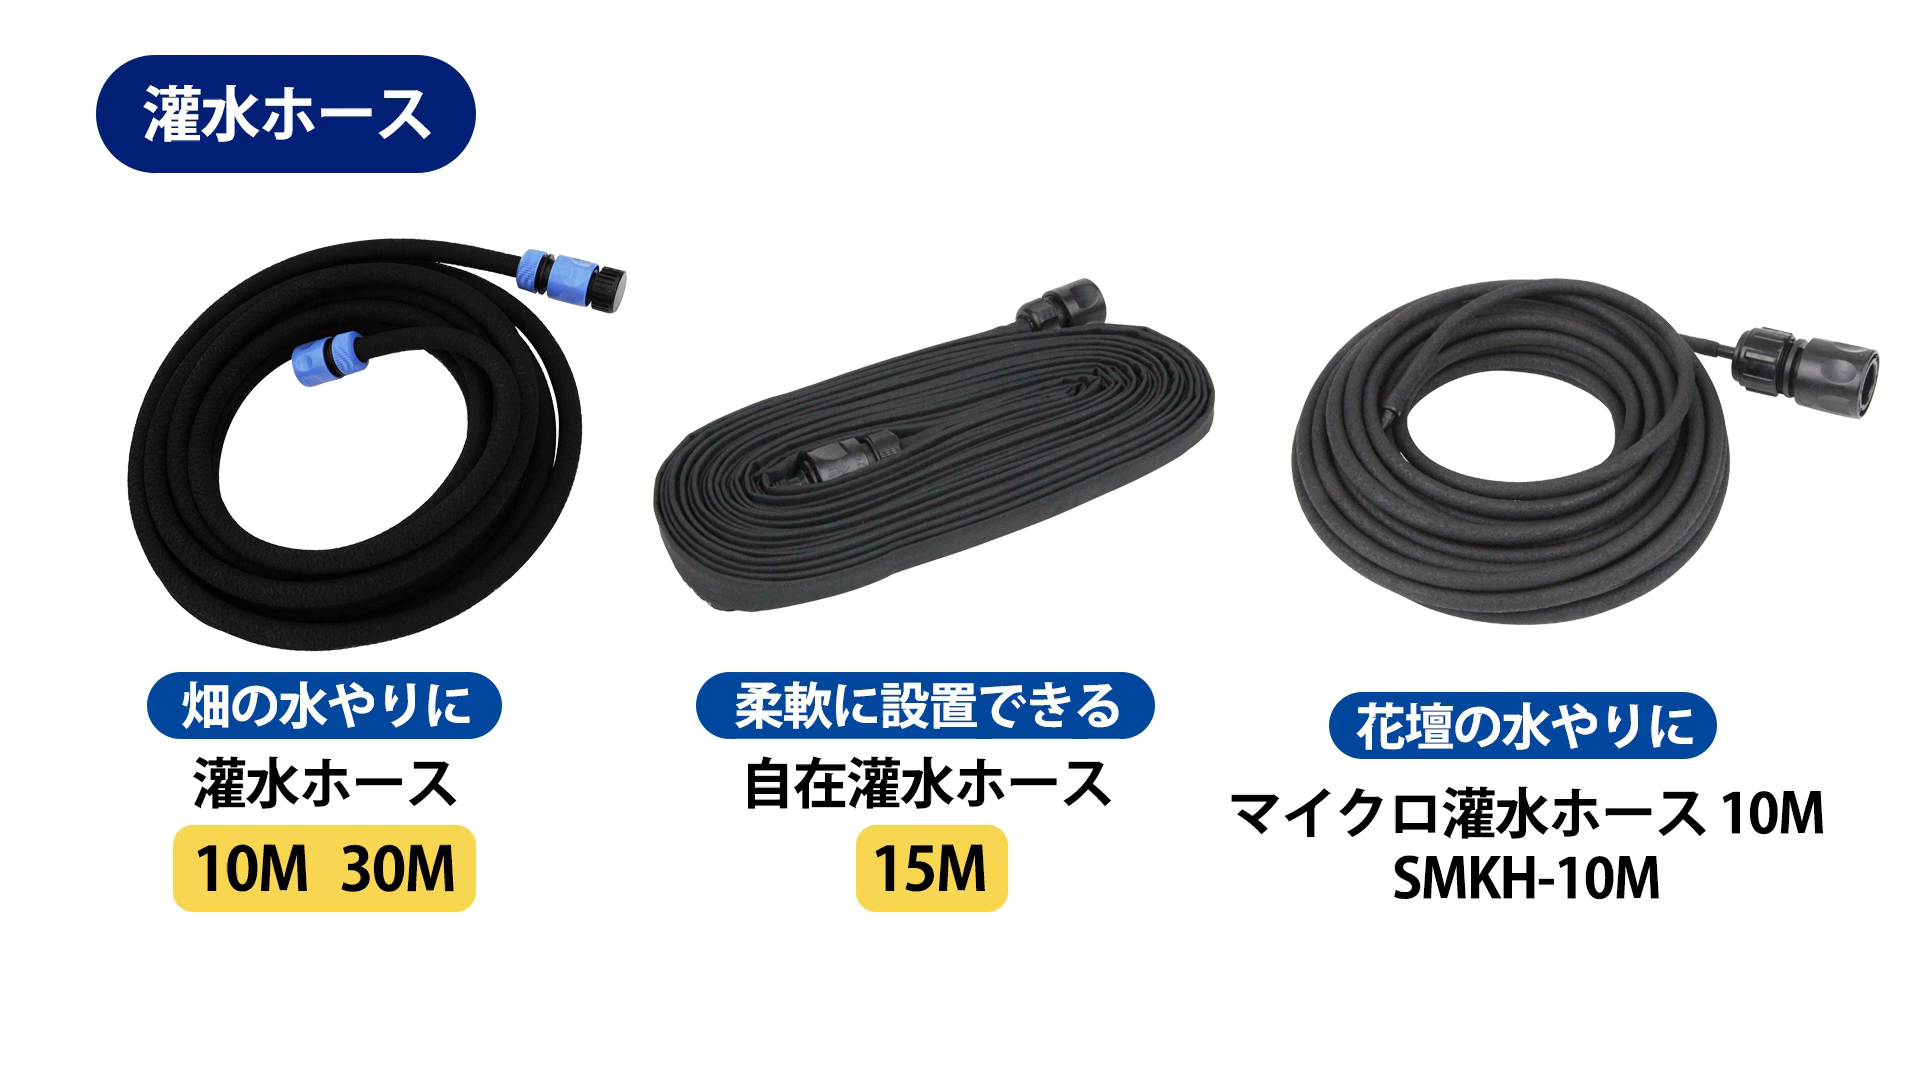 灌水ホース
畑の水やりに
灌水ホース
10M 30M
柔軟に設置できる
自在灌水ホース
15M
花壇の水やりに
マイクロ灌水ホース 10M
SMKH-10M